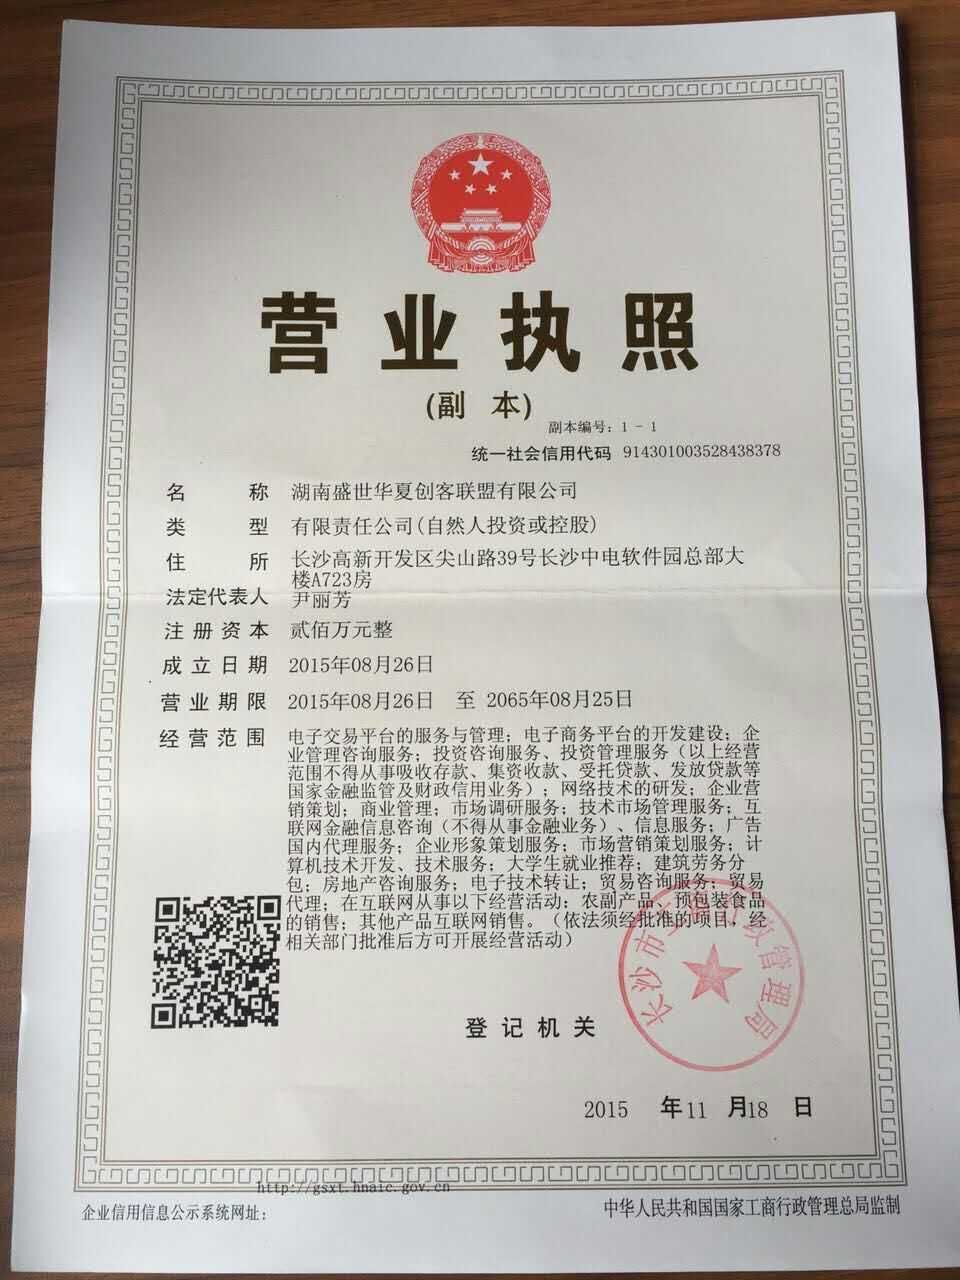 营业执照
(副 本)
副本编号：1－1
统一社会信用代码 914301003528438378
名称 湖南盛世华夏创客联盟有限公司
类型 有限责任公司(自然人投资或控股)
住所 长沙高新开发区尖山路39号长沙中电软件园总部大
楼A723房
法定代表人 尹丽芳
注册资本 贰佰万元整
成立日期 2015年08月26日
营业期限 2015年08月26日 至 2065年08月25日
经营范围 电子交易平台的服务与管理；电子商务平台的开发建设；企
业管理咨询服务；投资咨询服务、投资管理服务（以上经营
范围不得从事吸收存款、集资收款、受托贷款、发放贷款等
国家金融监管及财政信用业务）；网络技术的研发；企业营
销策划；商业管理；市场调研服务；技术市场管理服务；互
联网金融信息咨询（不得从事金融业务）、信息服务；广告
国内代理服务；企业形象策划服务；市场营销策划服务；计
算机技术开发、技术服务；大学生就业推荐；建筑劳务分
包；房地产咨询服务；电子技术转让；贸易咨询服务；贸易
代理；在互联网从事以下经营活动：农副产品、预包装食品
的销售；其他产品互联网销售。（依法须经批准的项目，经
相关部门批准后方可开展经营活动）
长沙市工商行政管理局
登记机关
2015 年11 月18 日
http://gsxt.hnaic.gov.cn
企业信用信息公示系统网址：
中华人民共和国国家工商行政管理总局监制